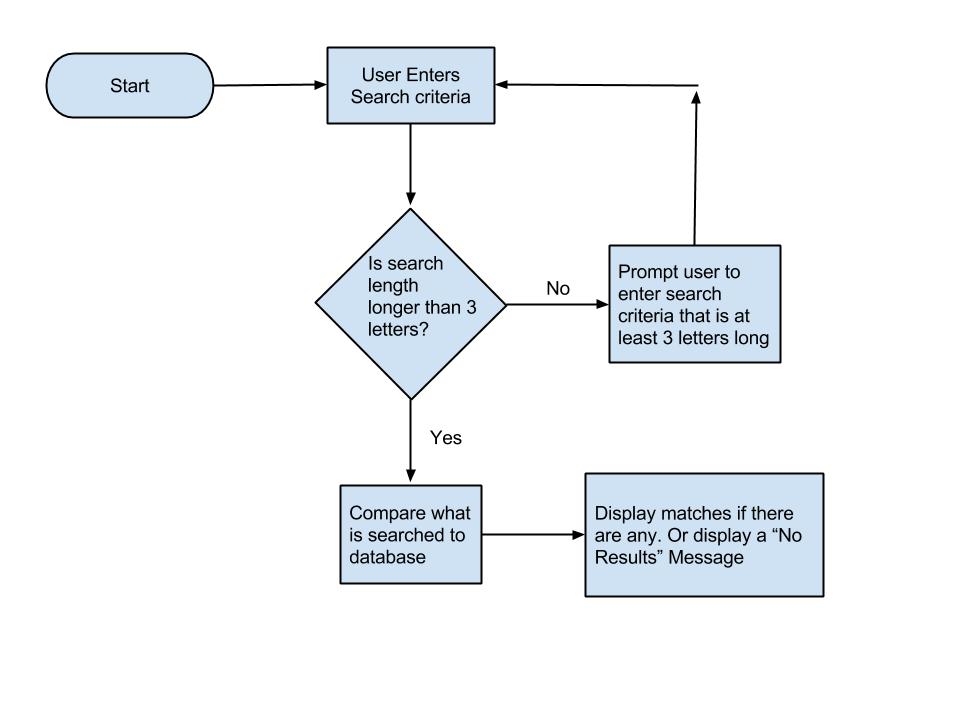 Start
User Enters
Search criteria
Is search
length
longer than 3
letters?
No
Prompt user to
enter search
criteria that is at
least 3 letters long
Yes
Compare what
is searched to
database
Display matches if there
are any. Or display a “No
Results” Message